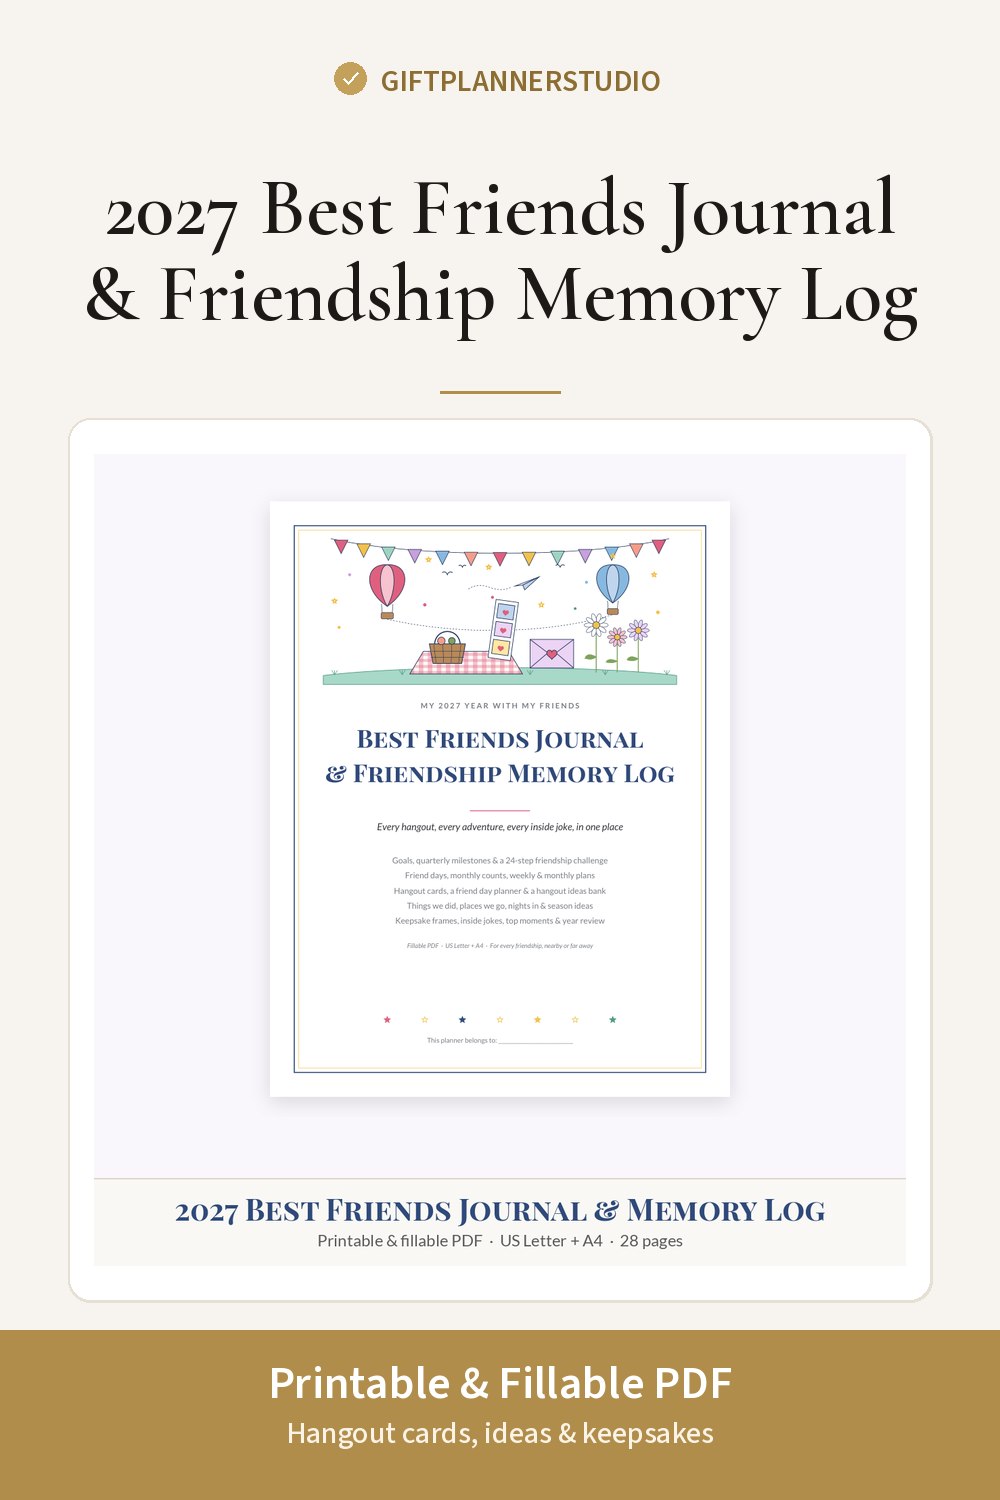 GIFTPLANNERSTUDIO
2027 Best Friends Journal
& Friendship Memory Log
MY 2027 YEAR WITH MY FRIENDS
Best Friends Journal
& Friendship Memory Log
Every hangout, every adventure, every inside joke, in one place
Goals, quarterly milestones & a 24-step friendship challenge
Friend days, monthly counts, weekly & monthly plans
Hangout cards, a friend day planner & a hangout ideas bank
Things we did, places we go, nights in & season ideas
Keepsake frames, inside jokes, top moments & year review
Fillable PDF · US Letter + A4 · For every friendship, nearby or far away
This planner belongs to: ____________________
2027 Best Friends Journal & Memory Log
Printable & fillable PDF · US Letter + A4 · 28 pages
Printable & Fillable PDF
Hangout cards, ideas & keepsakes